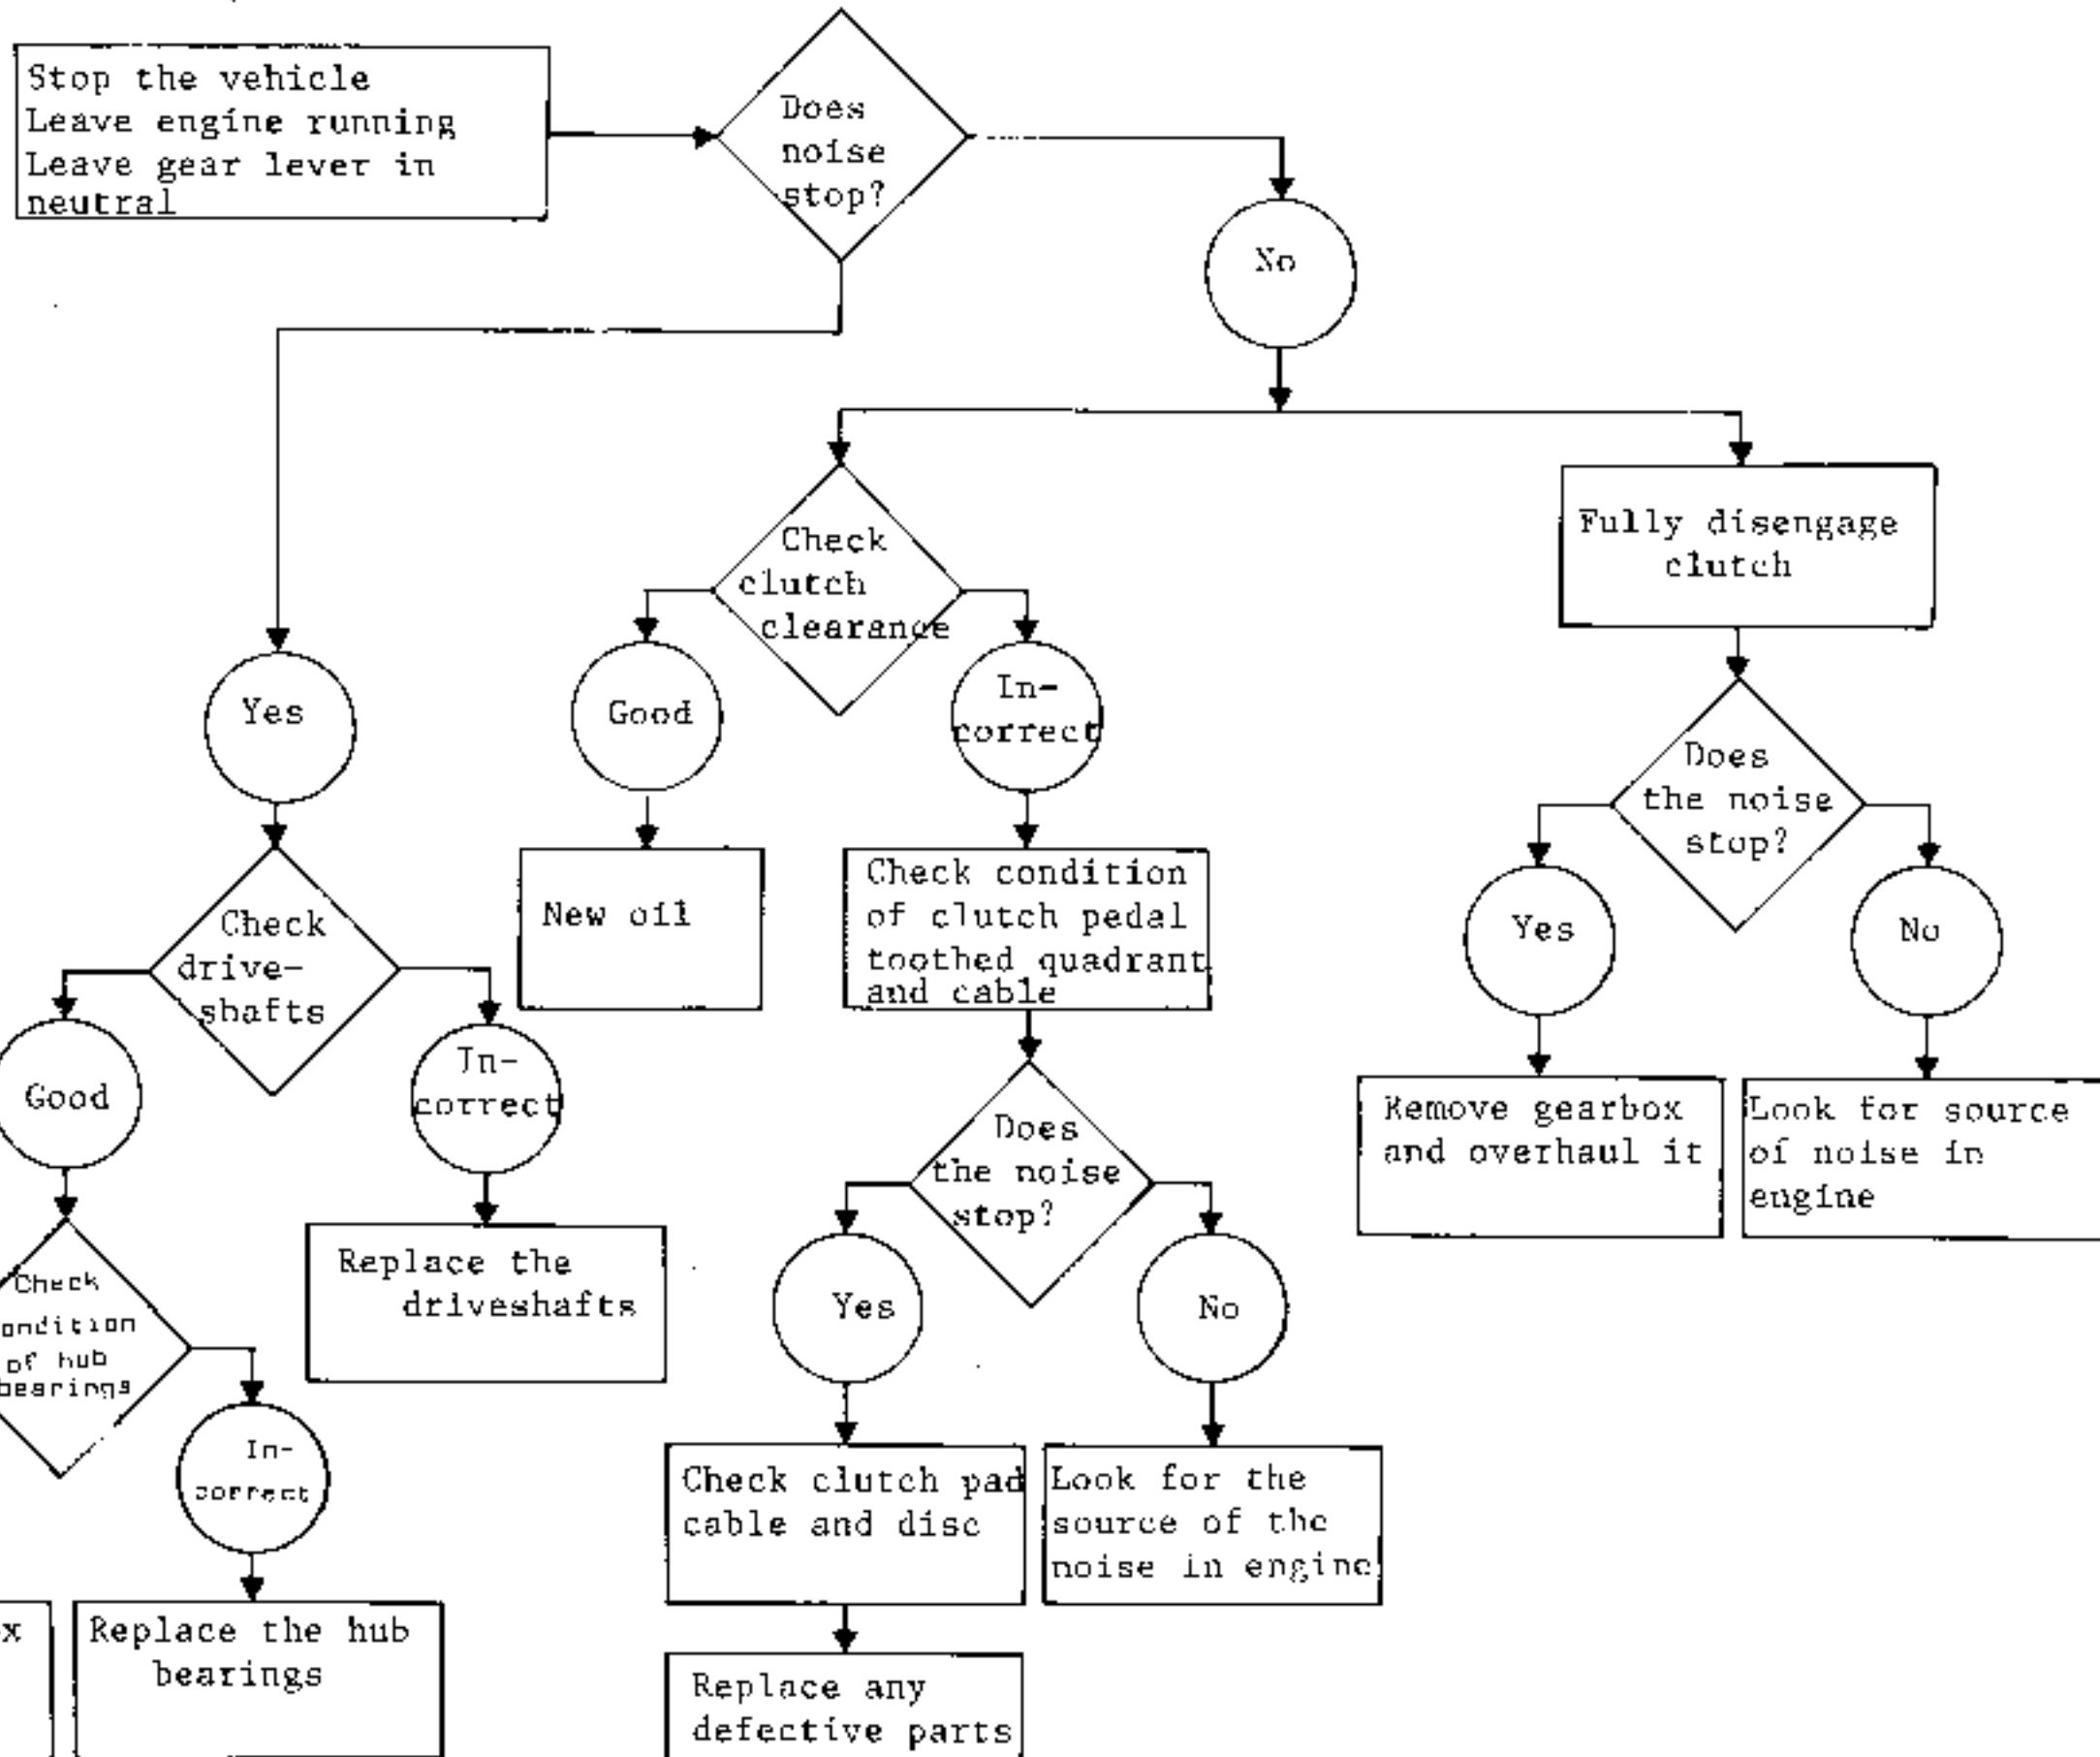 Stop the vehicle
Leave engine running
Leave gear lever in
neutral
Does
noise
stop?
No
Check
clutch
clearance
Fully disengage
clutch
Yes
Good
In-
correct
Does
the noise
stop?
Check
drive-
shafts
New oil
Check condition
of clutch pedal
toothed quadrant
and cable
Yes
No
Good
In-
correct
Does
the noise
stop?
Remove gearbox
and overhaul it
Look for source
of noise in
engine
Check
ondition
of hub
bearings
Replace the
driveshafts
Yes
No
In-
correct
Check clutch pad
cable and disc
Look for the
source of the
noise in engine
x
Replace the hub
bearings
Replace any
defective parts